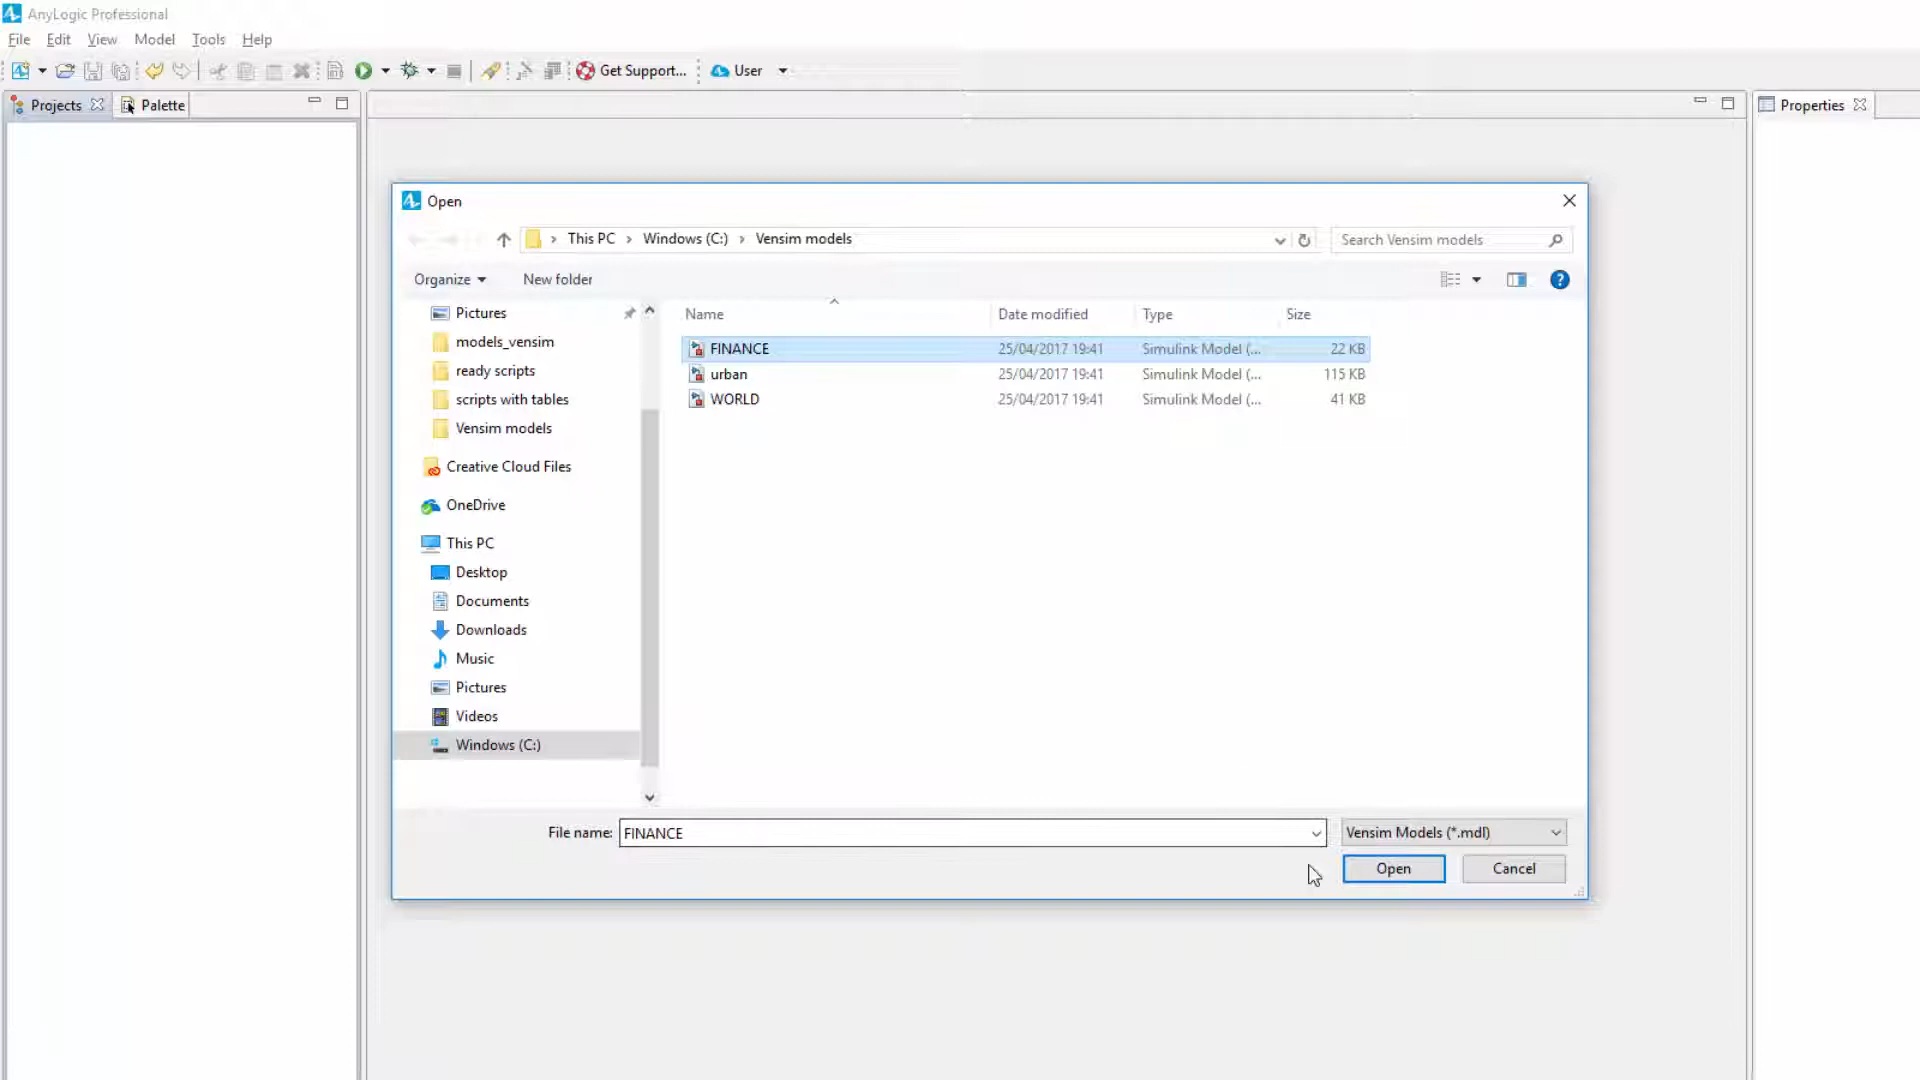 AnyLogic Professional
File Edit View Model Tools Help
Get Support... User
Projects Palette Properties
Open
This PC > Windows (C:) > Vensim models Search Vensim models
Organize New folder
Name Date modified Type Size
Pictures
models_vensim
ready scripts
scripts with tables
Vensim models
Creative Cloud Files
OneDrive
This PC
Desktop
Documents
Downloads
Music
Pictures
Videos
Windows (C:)
FINANCE 25/04/2017 19:41 Simulink Model (... 22 KB
urban 25/04/2017 19:41 Simulink Model (... 115 KB
WORLD 25/04/2017 19:41 Simulink Model (... 41 KB
File name: FINANCE Vensim Models (*.mdl)
Open Cancel